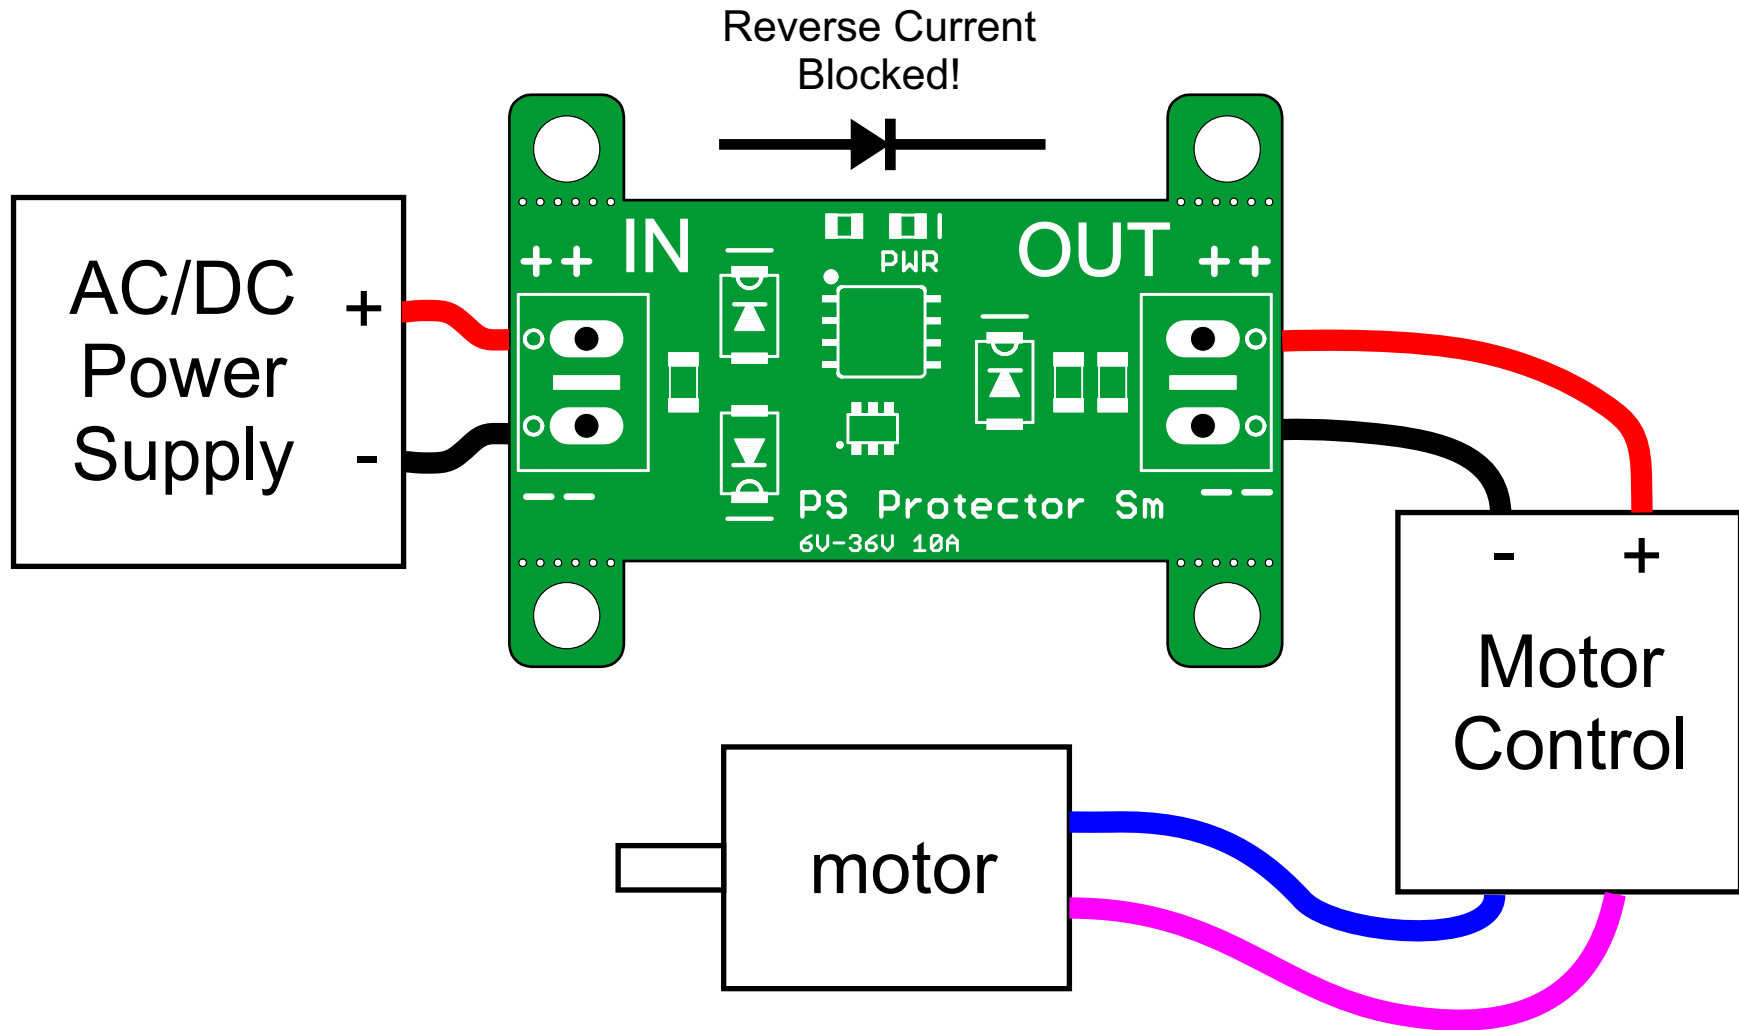 Reverse Current
Blocked!
AC/DC
Power
Supply
+
-
IN
++
--
PWR
OUT
++
--
PS Protector Sm
6V-36V 10A
- +
Motor
Control
motor